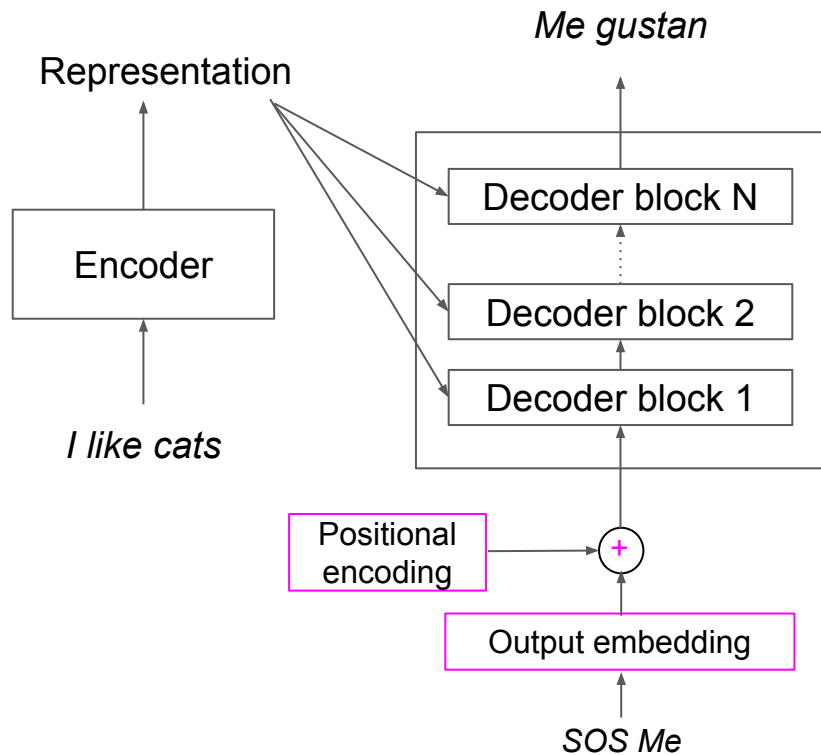 Me gustan
Representation
Decoder block N
Encoder
Decoder block 2
Decoder block 1
I like cats
Positional
encoding
+
Output embedding
SOS Me